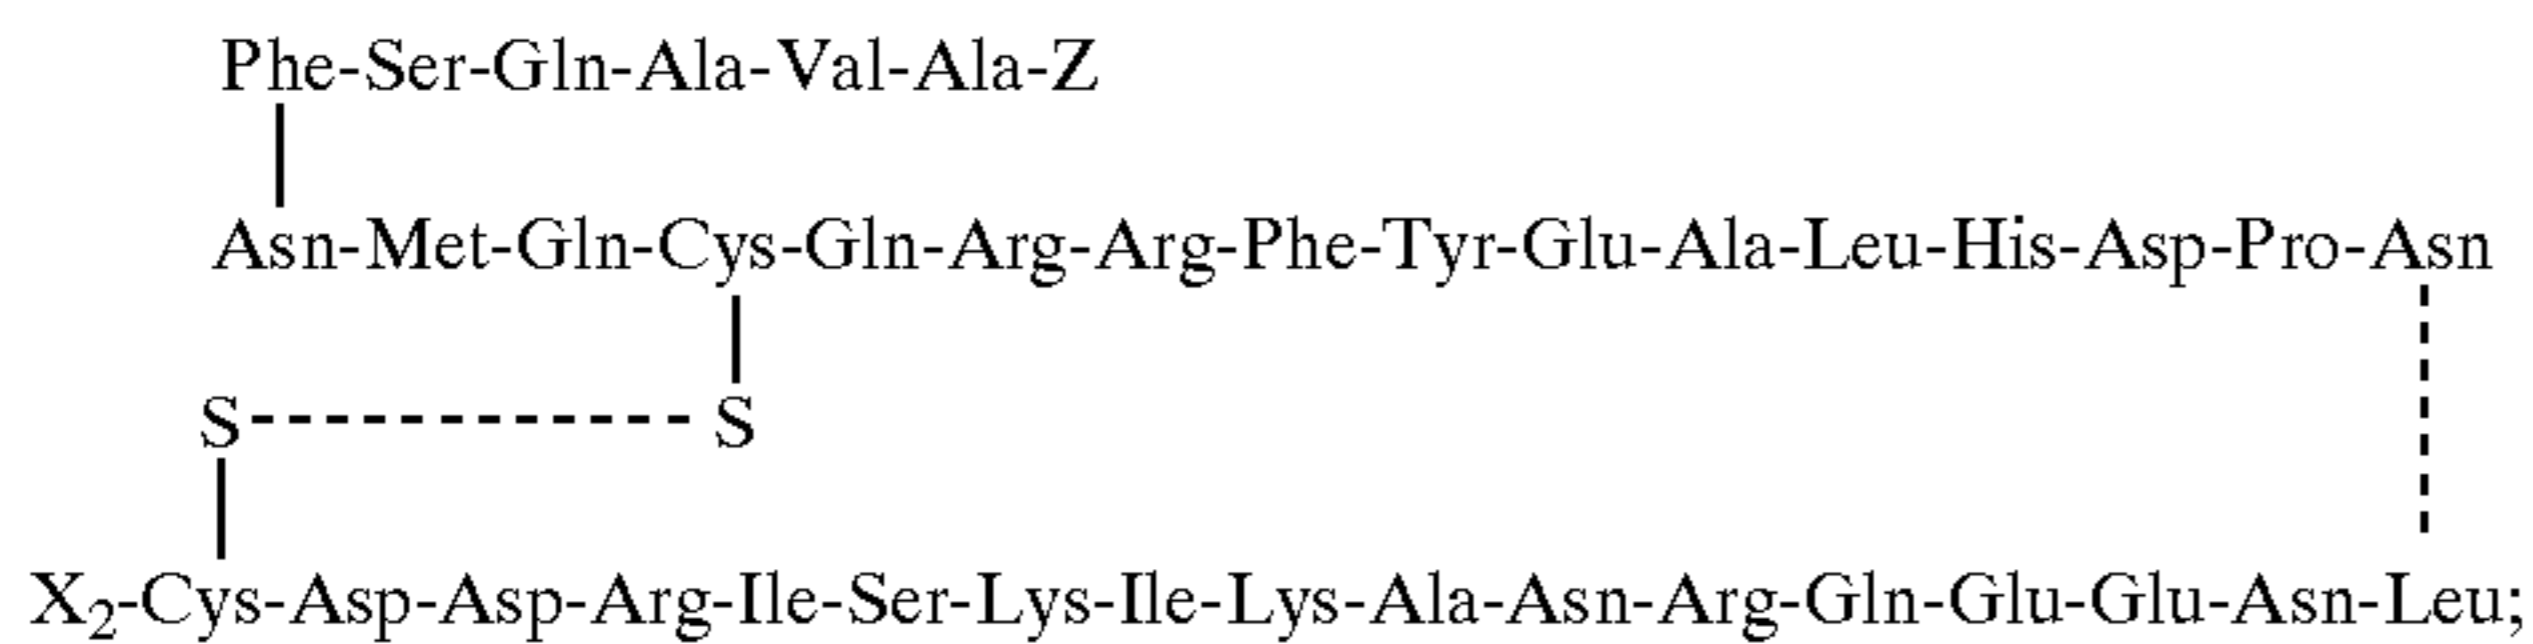 Phe-Ser-Gln-Ala-Val-Ala-Z
Asn-Met-Gln-Cys-Gln-Arg-Arg-Phe-Tyr-Glu-Ala-Leu-His-Asp-Pro-Asn
S S
X₂-Cys-Asp-Asp-Arg-Ile-Ser-Lys-Ile-Lys-Ala-Asn-Arg-Gln-Glu-Glu-Asn-Leu;